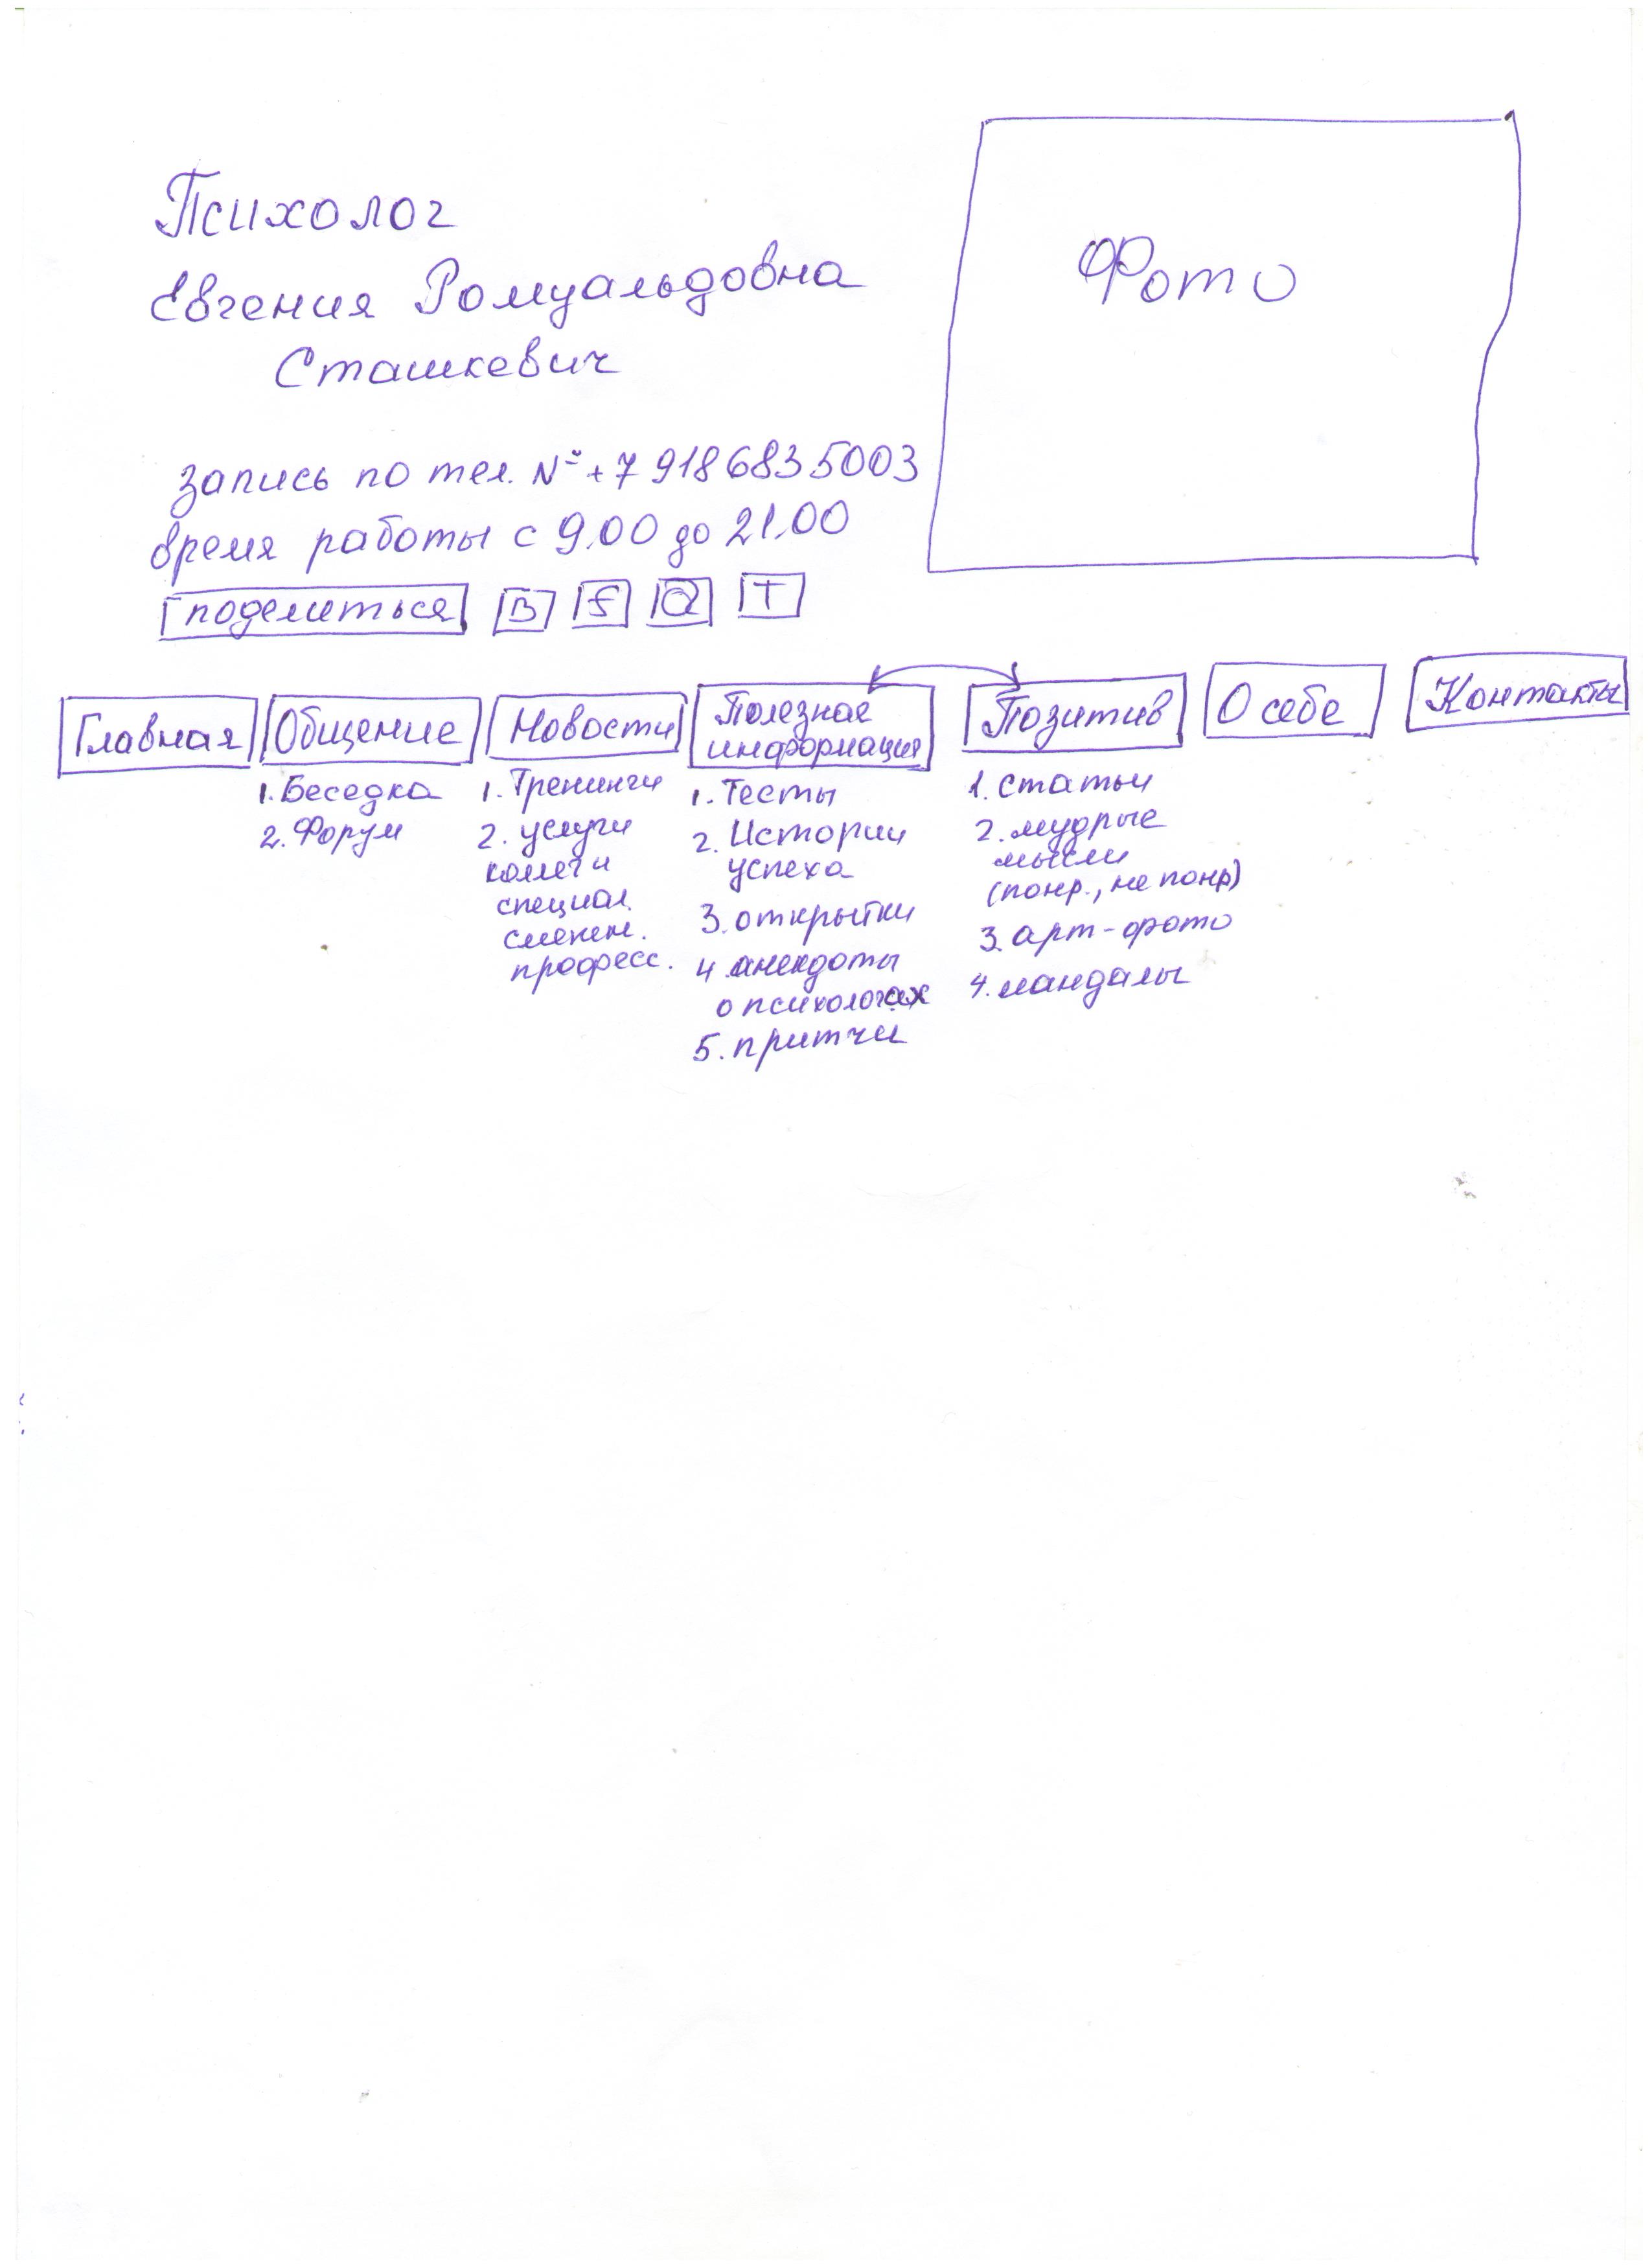 Психолог
Евгения Ромуальдовна
Сташкевич
Фото
запись по тел. № +79186835003
время работы с 9.00 до 21.00
поделиться В f @ Т
Главная Общение Новости Полезная информация Позитив О себе Контакты
1. Беседка
2. Форум
1. Тренинги
2. услуги
коллег и
специал.
смежн.
професс.
1. Тесты
2. Истории
успеха
3. открытки
4 анекдоты
о психологах
5. притчи
1. статьи
2. мудрые
мысли
(понр., не понр)
3. арт-фото
4. мандалы